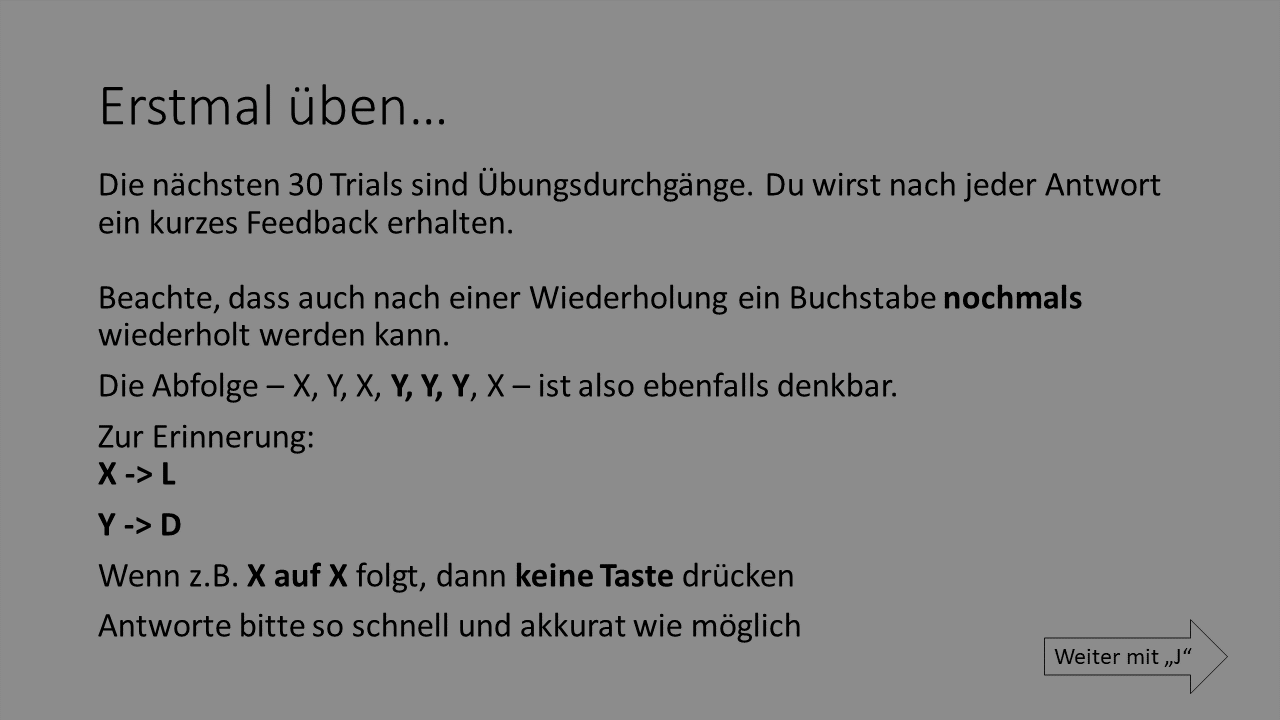 Erstmal üben...
Die nächsten 30 Trials sind Übungsdurchgänge. Du wirst nach jeder Antwort
ein kurzes Feedback erhalten.
Beachte, dass auch nach einer Wiederholung ein Buchstabe nochmals
wiederholt werden kann.
Die Abfolge – X, Y, X, Y, Y, Y, X – ist also ebenfalls denkbar.
Zur Erinnerung:
X -> L
Y -> D
Wenn z.B. X auf X folgt, dann keine Taste drücken
Antworte bitte so schnell und akkurat wie möglich
Weiter mit „J“